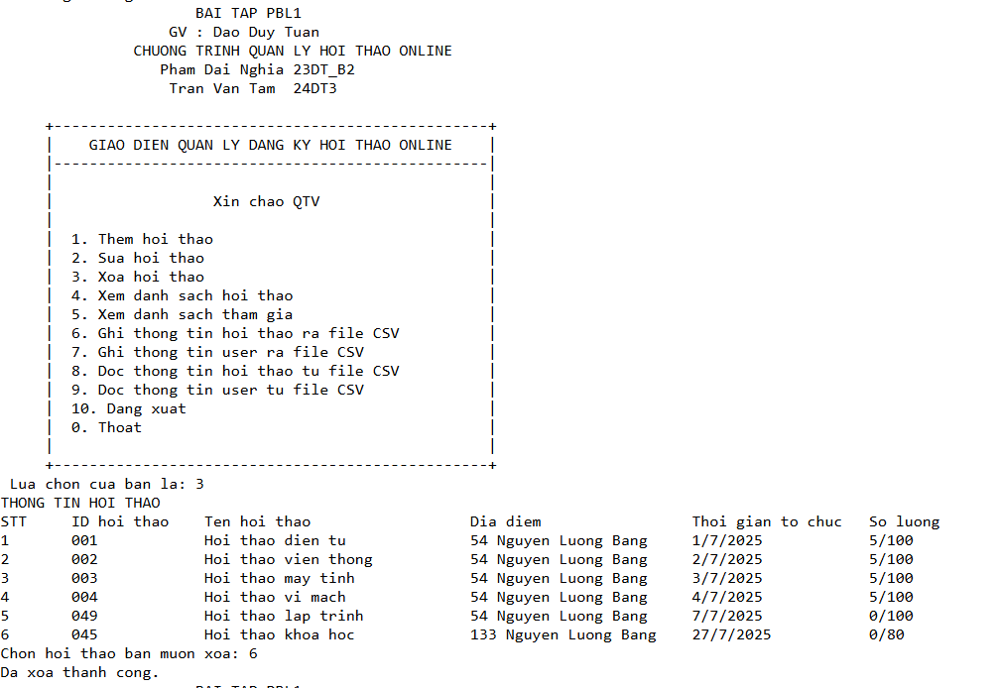 BAI TAP PBL1
GV : Dao Duy Tuan
CHUONG TRINH QUAN LY HOI THAO ONLINE
Pham Dai Nghia 23DT_B2
Tran Van Tam  24DT3
GIAO DIEN QUAN LY DANG KY HOI THAO ONLINE
Xin chao QTV
1. Them hoi thao
2. Sua hoi thao
3. Xoa hoi thao
4. Xem danh sach hoi thao
5. Xem danh sach tham gia
6. Ghi thong tin hoi thao ra file CSV
7. Ghi thong tin user ra file CSV
8. Doc thong tin hoi thao tu file CSV
9. Doc thong tin user tu file CSV
10. Dang xuat
0. Thoat
Lua chon cua ban la: 3
THONG TIN HOI THAO
STT ID hoi thao Ten hoi thao Dia diem Thoi gian to chuc So luong
1 001 Hoi thao dien tu 54 Nguyen Luong Bang 1/7/2025 5/100
2 002 Hoi thao vien thong 54 Nguyen Luong Bang 2/7/2025 5/100
3 003 Hoi thao may tinh 54 Nguyen Luong Bang 3/7/2025 5/100
4 004 Hoi thao vi mach 54 Nguyen Luong Bang 4/7/2025 5/100
5 049 Hoi thao lap trinh 54 Nguyen Luong Bang 7/7/2025 0/100
6 045 Hoi thao khoa hoc 133 Nguyen Luong Bang 27/7/2025 0/80
Chon hoi thao ban muon xoa: 6
Da xoa thanh cong.
BAI TAP PBL1